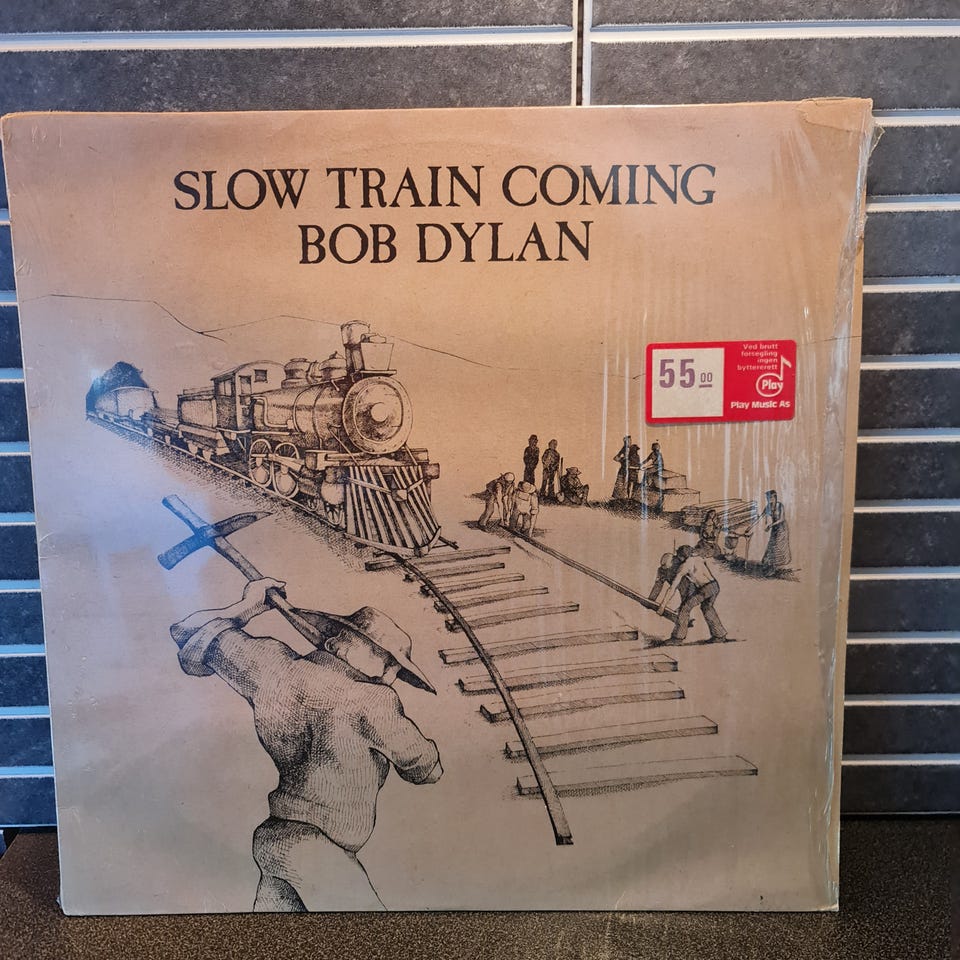 SLOW TRAIN COMING
BOB DYLAN
55 00
Ved brutt
forsegling
ingen
bytterett
Play
Play Music As